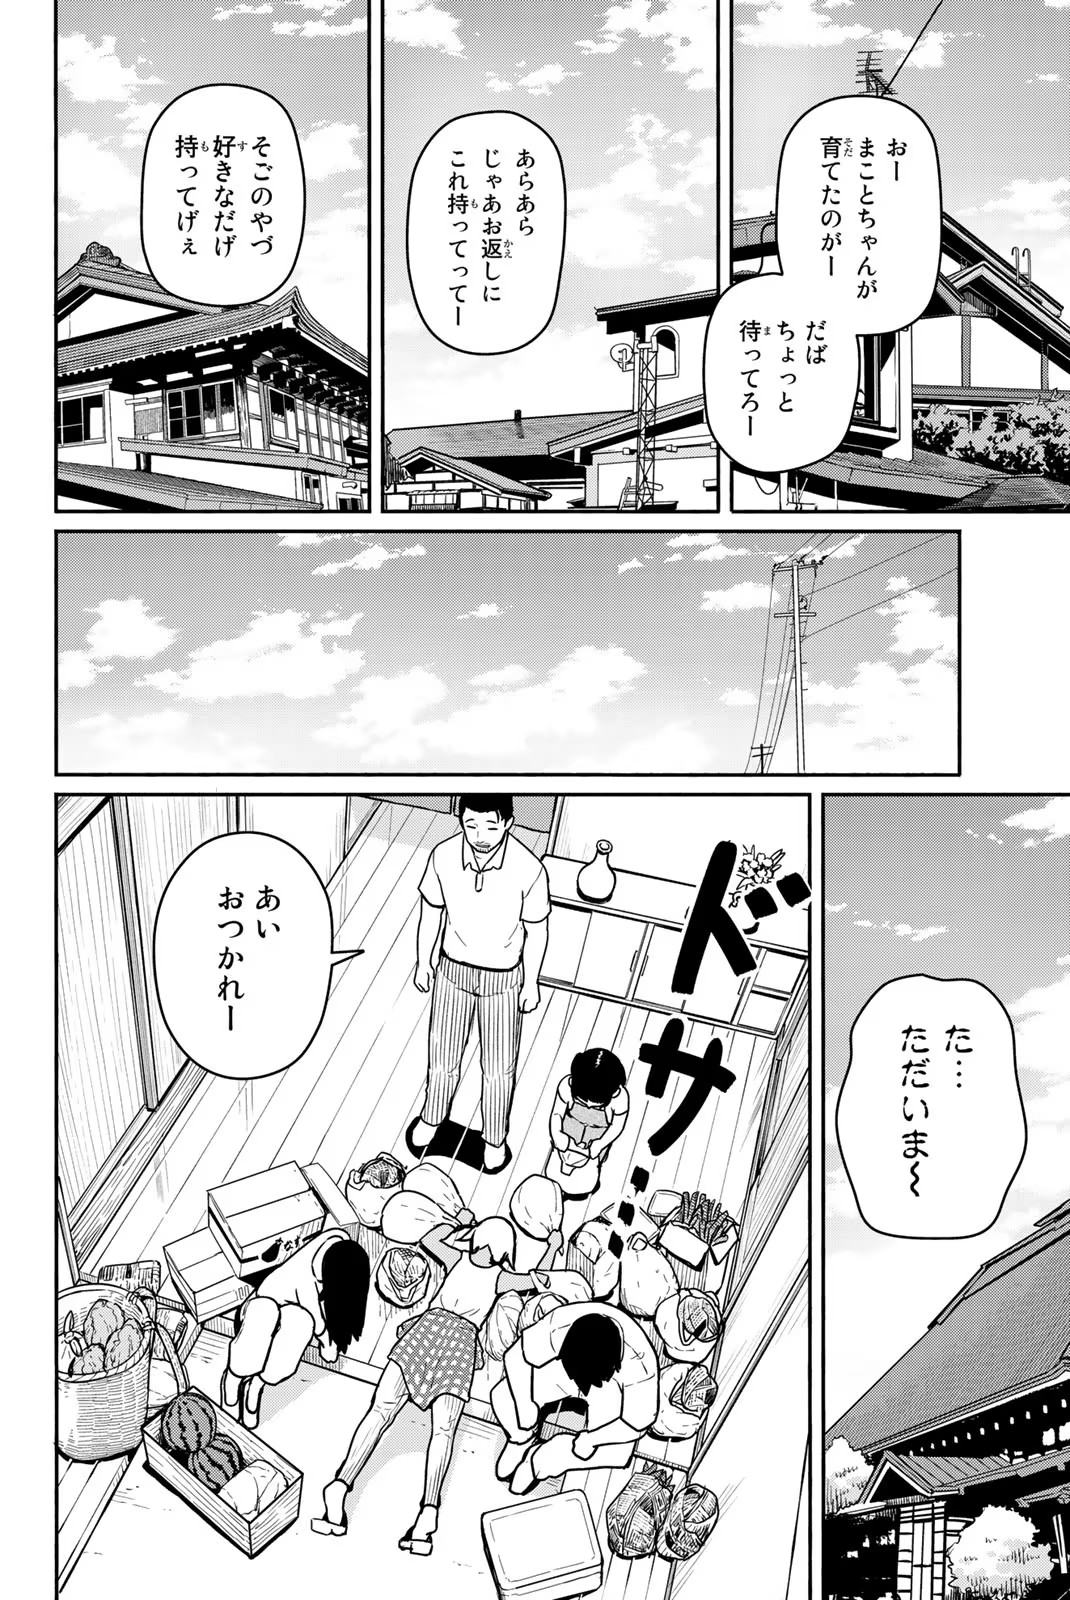 おー
まことちゃんが
育てたのがー
だば
ちょっと
待ってろー
あらあら
じゃあお返しに
これ持ってってー
そごのやづ
好きなだげ
持ってげぇ
た…
ただいま〜
ドサ…
あい
おつかれー
なす